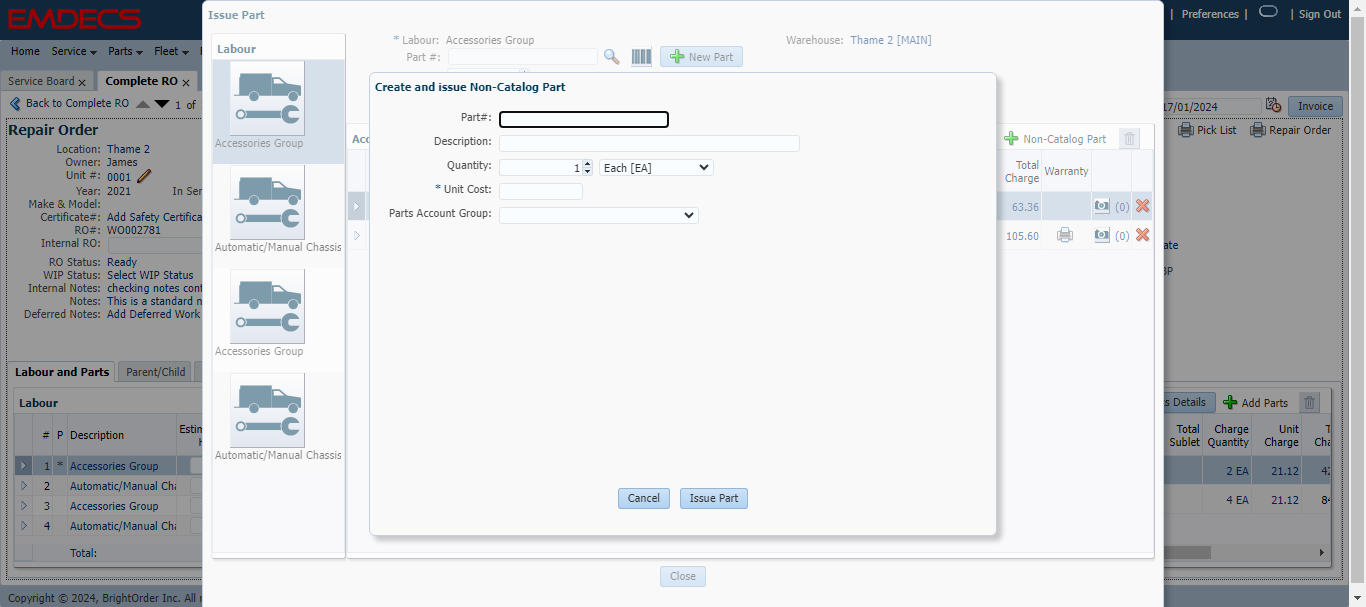 EMDECS
Preferences | | Sign Out
Home Service Parts Fleet
Service Board x Complete RO x
Back to Complete RO 1 of
17/01/2024 Invoice
Pick List Repair Order
Repair Order
Location: Thame 2
Owner: James
Unit #: 0001
Year: 2021 In Serv
Make & Model:
Certificate#: Add Safety Certifica
RO#: WO002781
Internal RO:
RO Status: Ready
WIP Status: Select WIP Status
Internal Notes: checking notes cont
Notes: This is a standard n
Deferred Notes: Add Deferred Work
Labour and Parts Parent/Child
Labour
# P Description Estim
1 * Accessories Group
2 Automatic/Manual Cha
3 Accessories Group
4 Automatic/Manual Cha
Total:
Copyright © 2024, BrightOrder Inc. All r
Issue Part
Labour
Accessories Group
Automatic/Manual Chassis
Accessories Group
Automatic/Manual Chassis
* Labour: Accessories Group
Warehouse: Thame 2 [MAIN]
Part #: New Part
Acc
Non-Catalog Part
Total Charge Warranty
63.36 (0)
105.60 (0)
Create and issue Non-Catalog Part
Part#:
Description:
Quantity: 1 Each [EA]
* Unit Cost:
Parts Account Group:
Cancel Issue Part
Close
ate
BP
s Details Add Parts
Total Sublet Charge Quantity Unit Charge
2 EA 21.12 42
4 EA 21.12 84